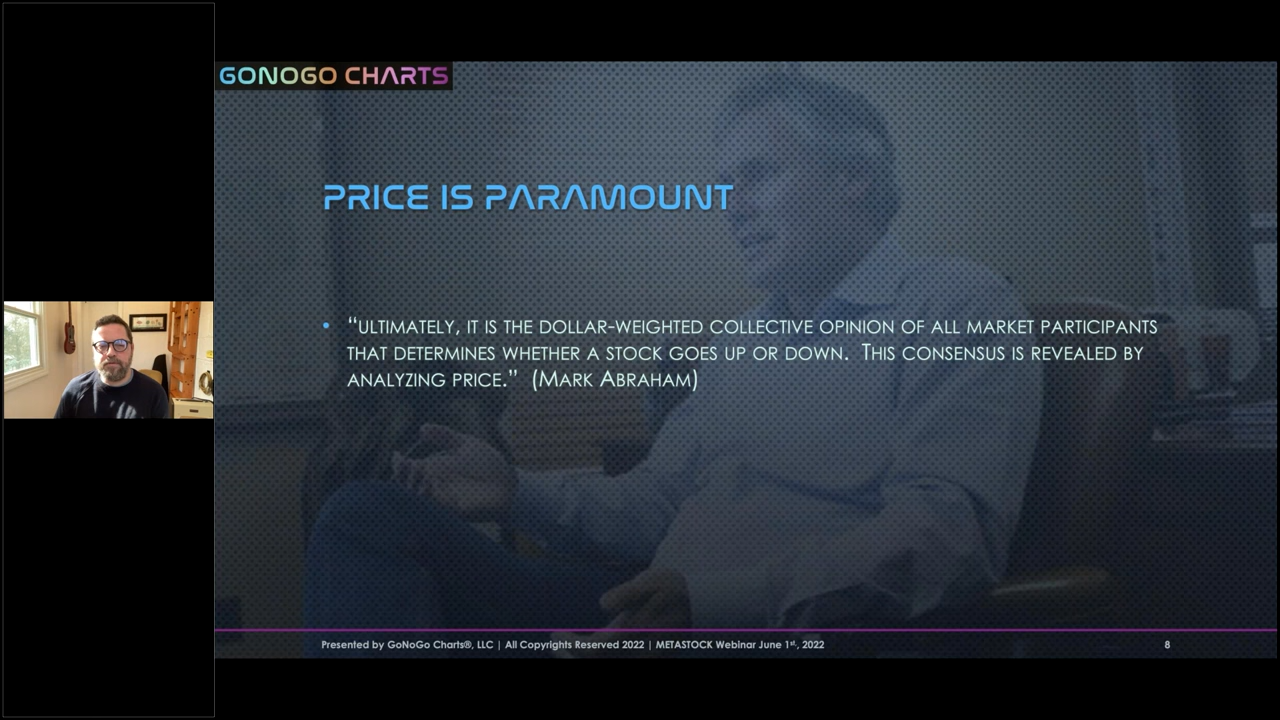 GONOGO CHARTS
PRICE IS PARAMOUNT
• “ULTIMATELY, IT IS THE DOLLAR-WEIGHTED COLLECTIVE OPINION OF ALL MARKET PARTICIPANTS
THAT DETERMINES WHETHER A STOCK GOES UP OR DOWN. THIS CONSENSUS IS REVEALED BY
ANALYZING PRICE.” (MARK ABRAHAM)
Presented by GoNoGo Charts®, LLC | All Copyrights Reserved 2022 | METASTOCK Webinar June 1st, 2022 8